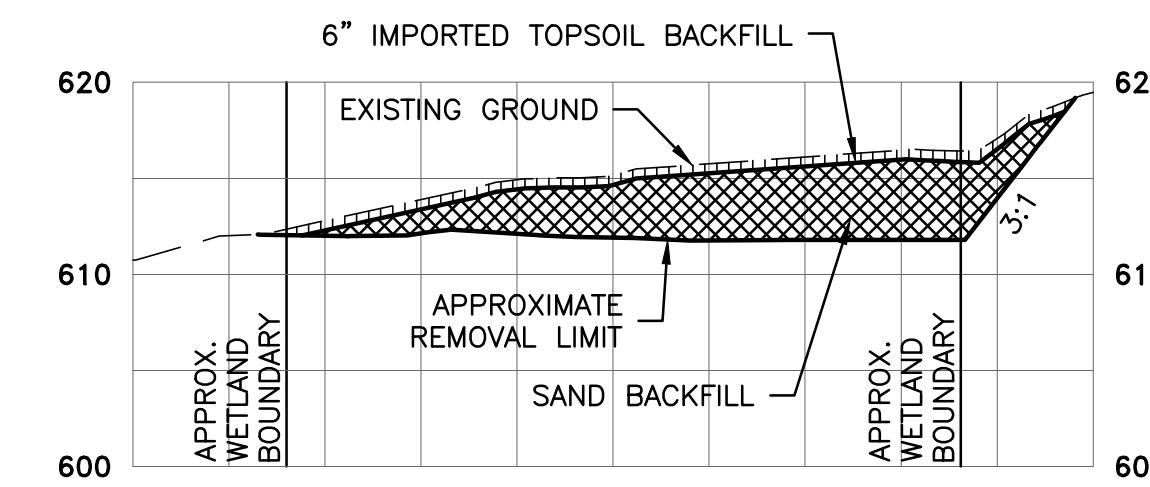 6” IMPORTED TOPSOIL BACKFILL
620
62
EXISTING GROUND
3:1
610
61
APPROXIMATE
REMOVAL LIMIT
SAND BACKFILL
APPROX.
WETLAND
BOUNDARY
APPROX.
WETLAND
BOUNDARY
600
60